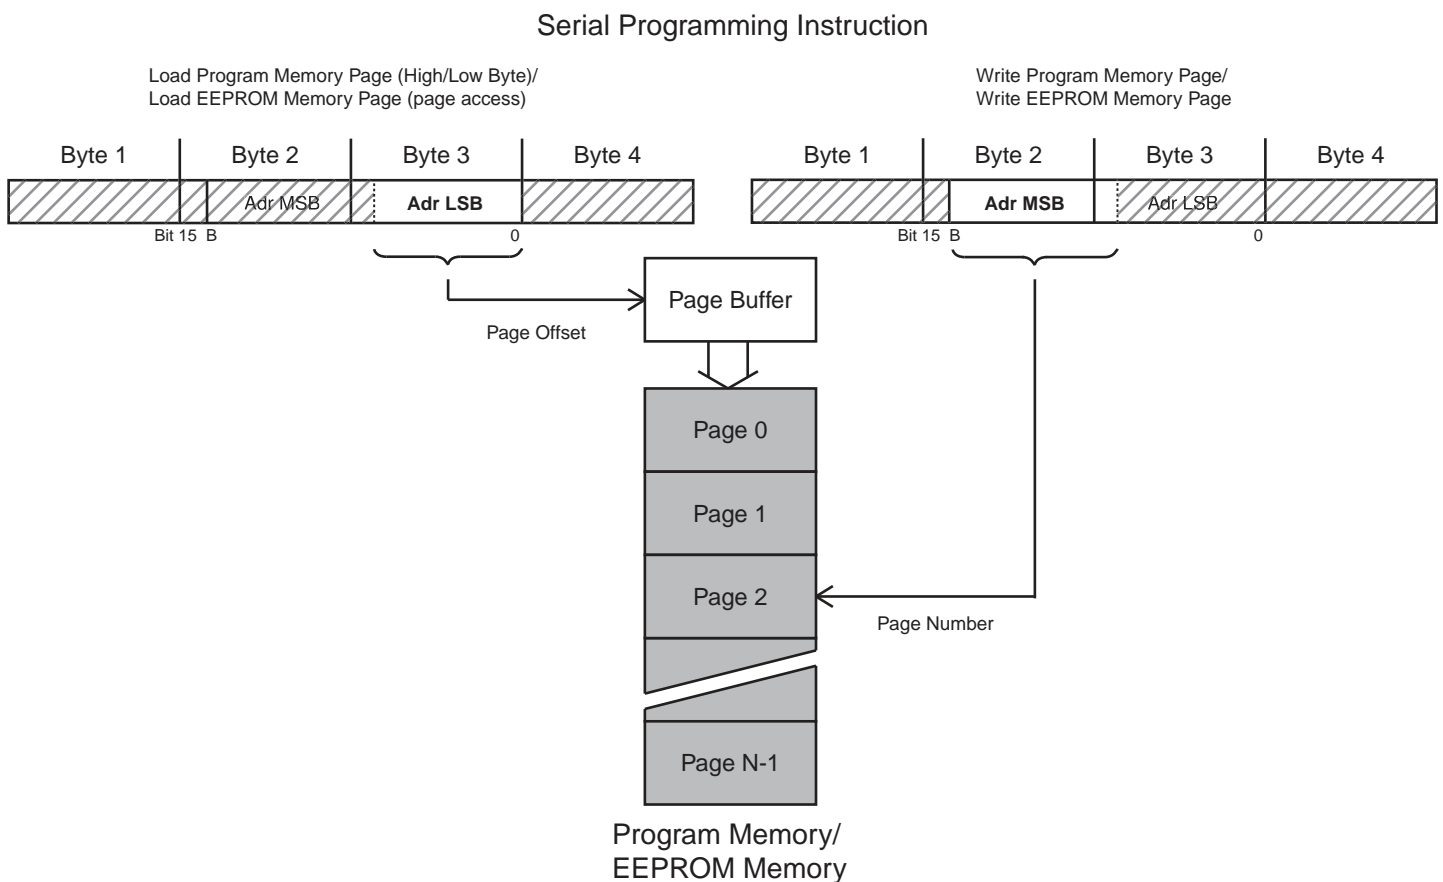 Serial Programming Instruction
Load Program Memory Page (High/Low Byte)/
Load EEPROM Memory Page (page access)
Write Program Memory Page/
Write EEPROM Memory Page
Byte 1 Byte 2 Byte 3 Byte 4
Byte 1 Byte 2 Byte 3 Byte 4
Adr MSB Adr LSB
Adr MSB Adr LSB
Bit 15 B 0
Bit 15 B 0
Page Buffer
Page Offset
Page 0
Page 1
Page 2
Page Number
Page N-1
Program Memory/
EEPROM Memory